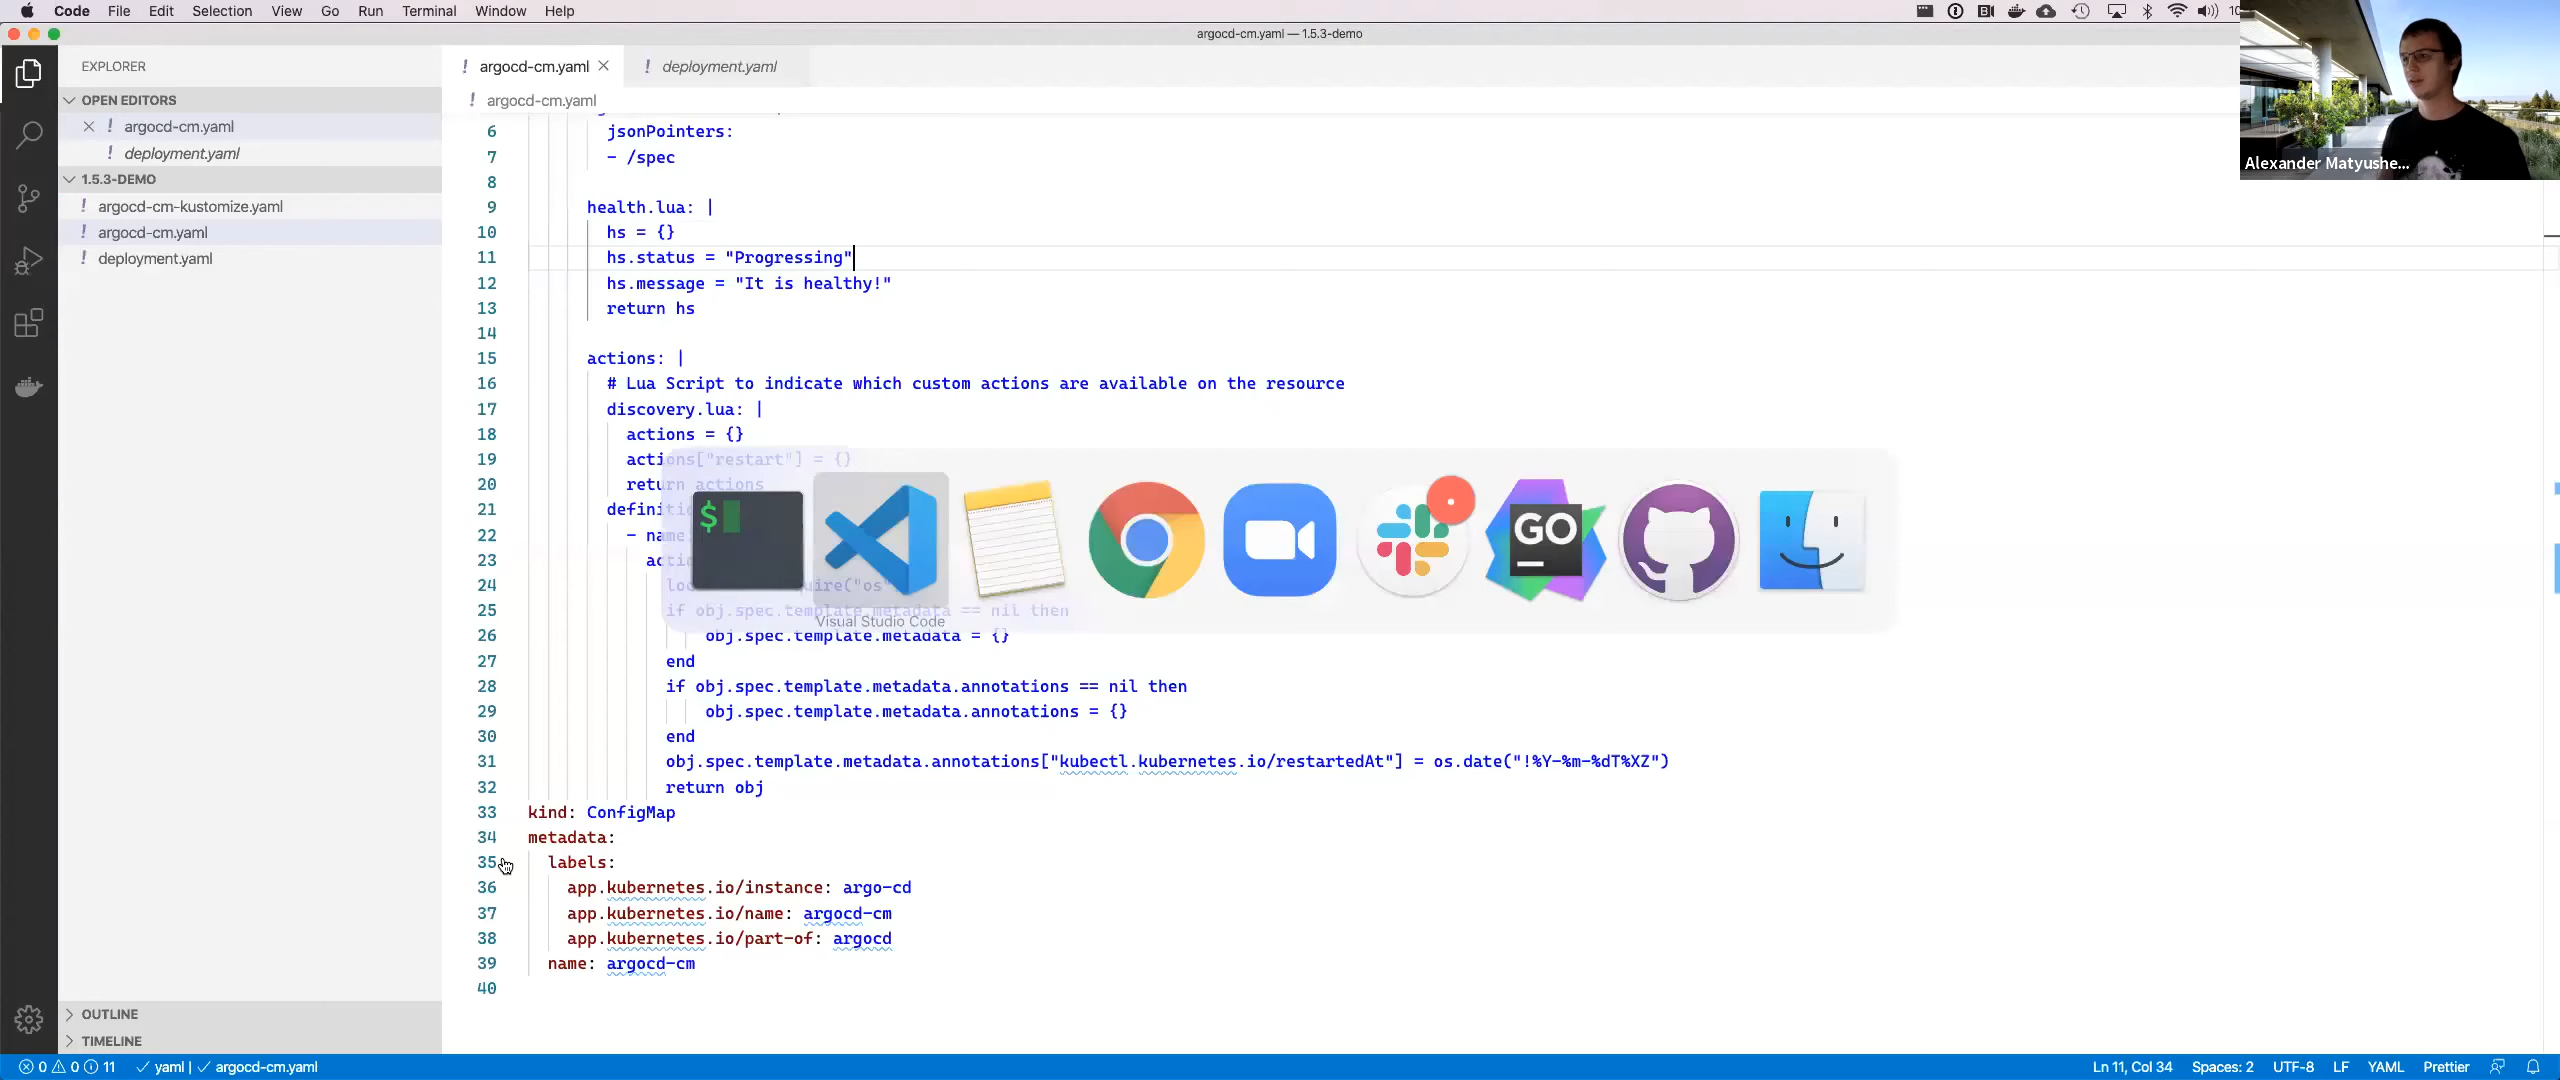 Code File Edit Selection View Go Run Terminal Window Help
argocd-cm.yaml — 1.5.3-demo
EXPLORER
OPEN EDITORS
argocd-cm.yaml
deployment.yaml
1.5.3-DEMO
argocd-cm-kustomize.yaml
argocd-cm.yaml
deployment.yaml
OUTLINE
TIMELINE
argocd-cm.yaml
deployment.yaml
argocd-cm.yaml
6 jsonPointers:
7 - /spec
8
9 health.lua: |
10 hs = {}
11 hs.status = "Progressing"
12 hs.message = "It is healthy!"
13 return hs
14
15 actions: |
16 # Lua Script to indicate which custom actions are available on the resource
17 discovery.lua: |
18 actions = {}
19 actions["restart"] = {}
20 return actions
21
22 -
23
24
25 if obj.spec.template.metadata == nil then
26 obj.spec.template.metadata = {}
27 end
28 if obj.spec.template.metadata.annotations == nil then
29 obj.spec.template.metadata.annotations = {}
30 end
31 obj.spec.template.metadata.annotations["kubectl.kubernetes.io/restartedAt"] = os.date("!%Y-%m-%dT%XZ")
32 return obj
33 kind: ConfigMap
34 metadata:
35 labels:
36 app.kubernetes.io/instance: argo-cd
37 app.kubernetes.io/name: argocd-cm
38 app.kubernetes.io/part-of: argocd
39 name: argocd-cm
40
$
GO
Visual Studio Code
Alexander Matyushe...
0 0 11 yaml | argocd-cm.yaml
Ln 11, Col 34 Spaces: 2 UTF-8 LF YAML Prettier